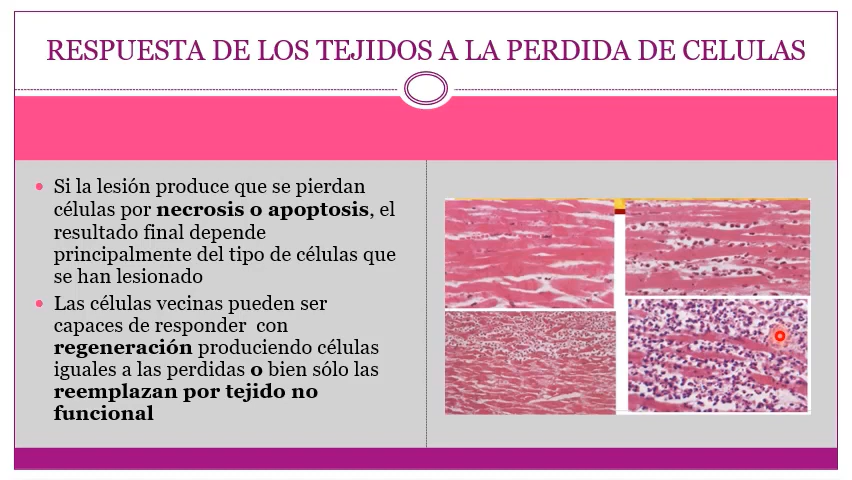 RESPUESTA DE LOS TEJIDOS A LA PERDIDA DE CELULAS
Si la lesión produce que se pierdan
células por necrosis o apoptosis, el
resultado final depende
principalmente del tipo de células que
se han lesionado
Las células vecinas pueden ser
capaces de responder con
regeneración produciendo células
iguales a las perdidas o bien sólo las
reemplazan por tejido no
funcional